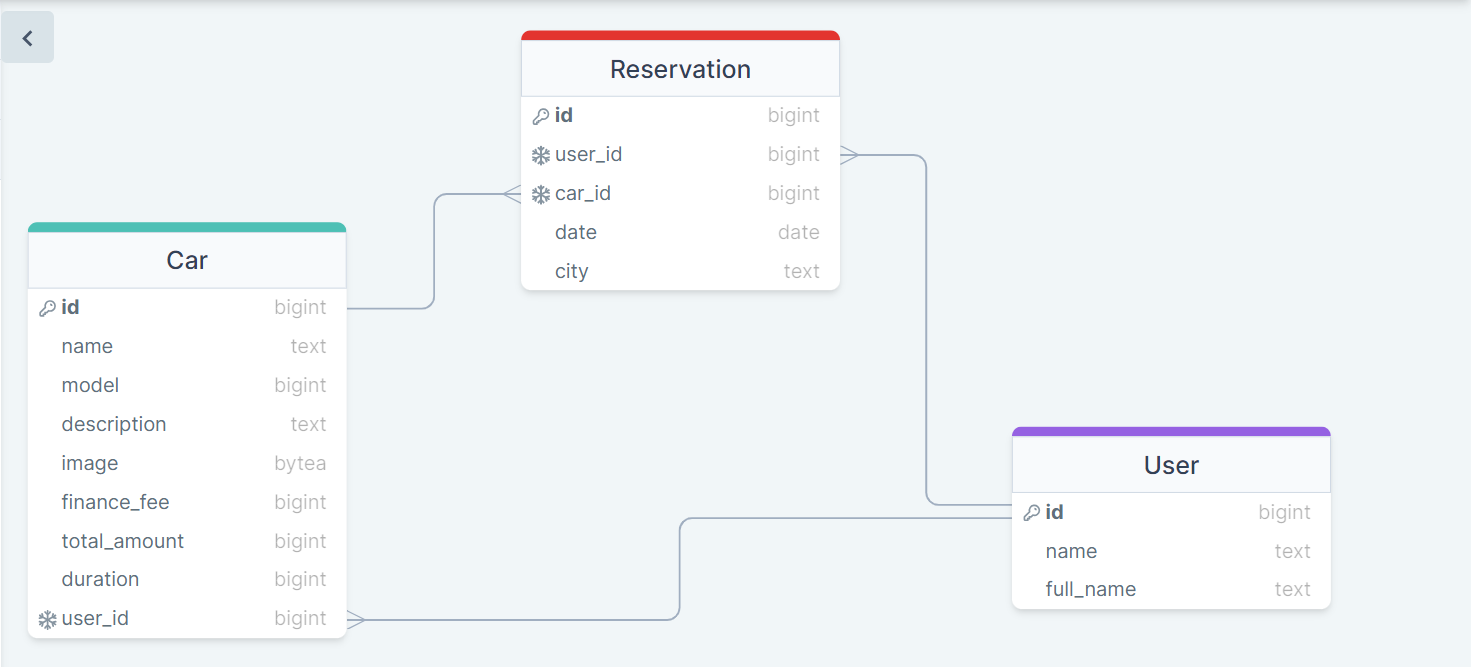 Reservation
id bigint
user_id bigint
car_id bigint
date date
city text
Car
id bigint
name text
model bigint
description text
image bytea
finance_fee bigint
total_amount bigint
duration bigint
user_id bigint
User
id bigint
name text
full_name text